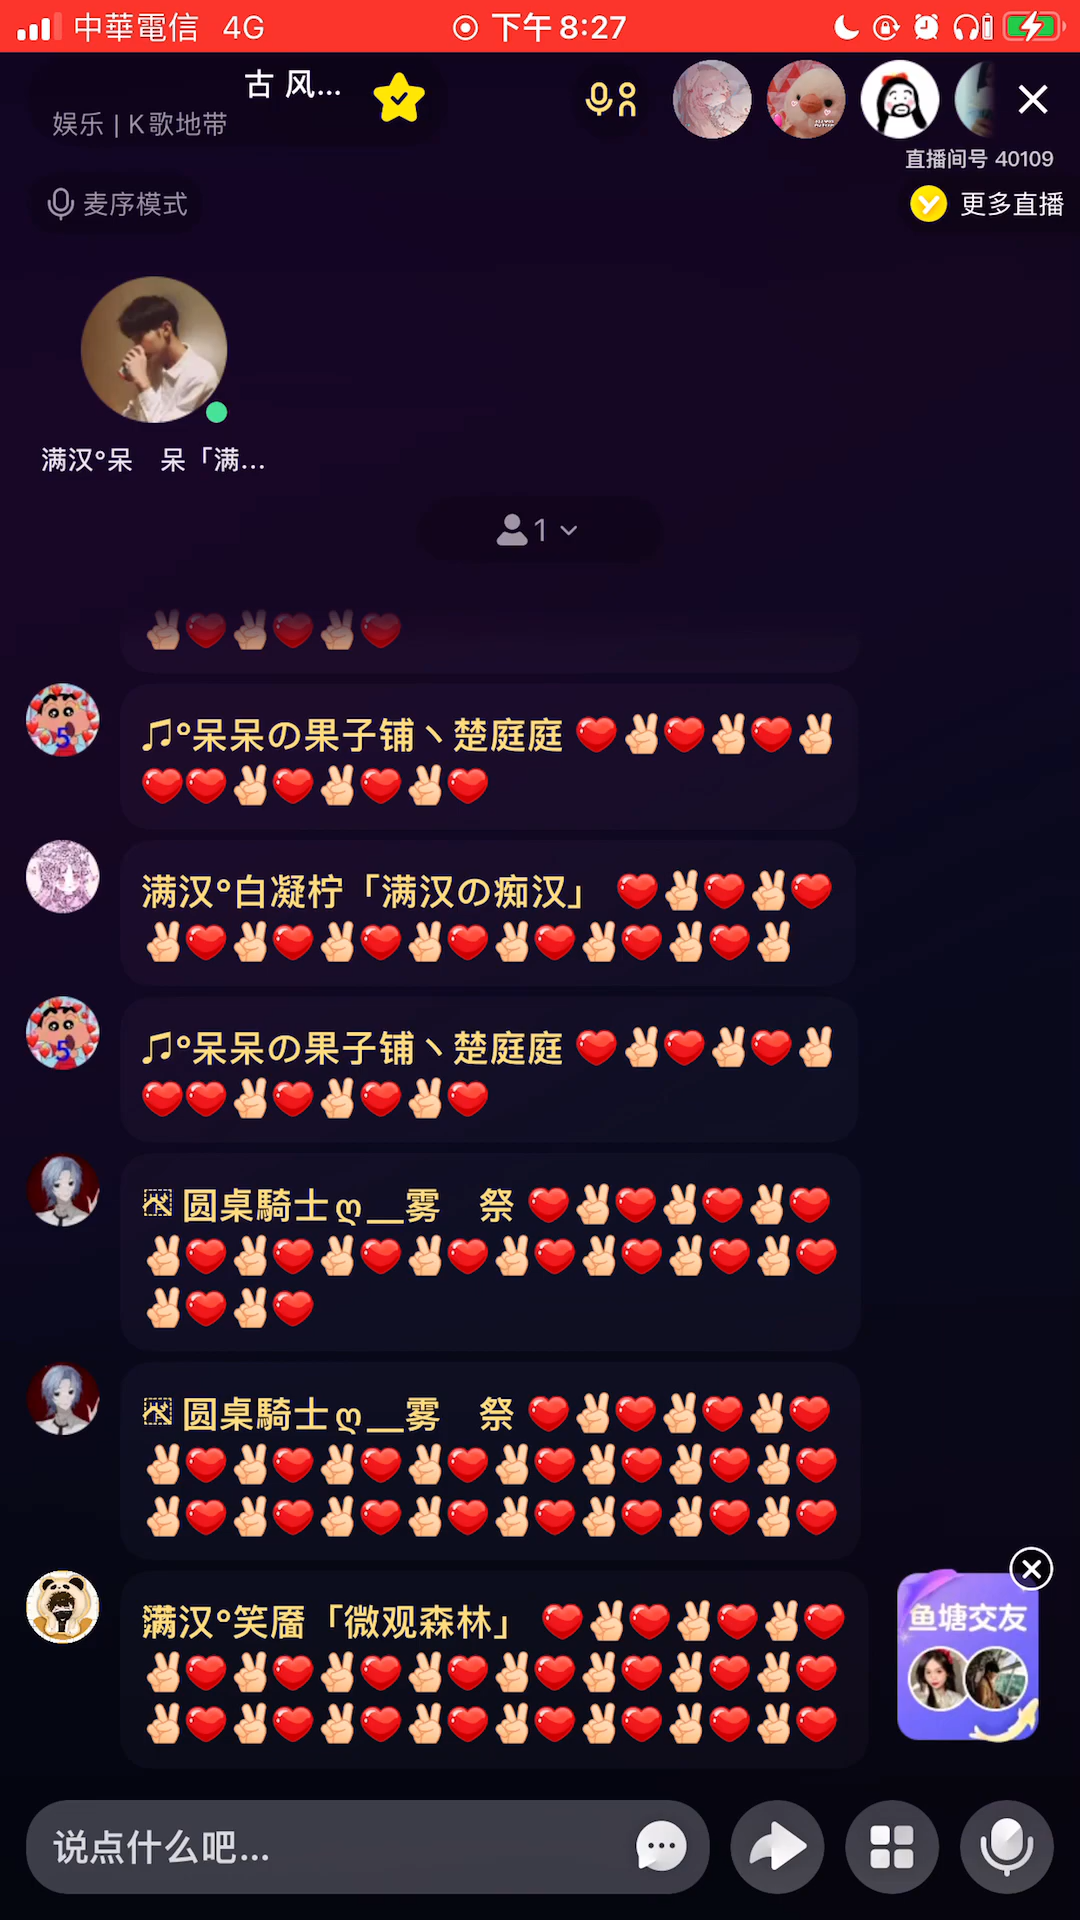 中華電信 4G 下午 8:27
古 风...
娱乐 | K歌地带
直播间号 40109
麦序模式
更多直播
满汉°呆 呆「满...
1
✌🏻❤️✌🏻❤️✌🏻❤️
♫°呆呆の果子铺丶楚庭庭 ❤️✌🏻❤️✌🏻❤️✌🏻
❤️❤️✌🏻❤️✌🏻❤️✌🏻❤️
满汉°白凝柠「满汉の痴汉」 ❤️✌🏻❤️✌🏻❤️
✌🏻❤️✌🏻❤️✌🏻❤️✌🏻❤️✌🏻❤️✌🏻❤️✌🏻❤️✌🏻
♫°呆呆の果子铺丶楚庭庭 ❤️✌🏻❤️✌🏻❤️✌🏻
❤️❤️✌🏻❤️✌🏻❤️✌🏻❤️
圆桌騎士ღ__雾 祭 ❤️✌🏻❤️✌🏻❤️✌🏻❤️
✌🏻❤️✌🏻❤️✌🏻❤️✌🏻❤️✌🏻❤️✌🏻❤️✌🏻❤️✌🏻❤️
✌🏻❤️✌🏻❤️
圆桌騎士ღ__雾 祭 ❤️✌🏻❤️✌🏻❤️✌🏻❤️
✌🏻❤️✌🏻❤️✌🏻❤️✌🏻❤️✌🏻❤️✌🏻❤️✌🏻❤️✌🏻❤️
✌🏻❤️✌🏻❤️✌🏻❤️✌🏻❤️✌🏻❤️✌🏻❤️✌🏻❤️✌🏻❤️
满汉°笑靥「微观森林」 ❤️✌🏻❤️✌🏻❤️✌🏻❤️
✌🏻❤️✌🏻❤️✌🏻❤️✌🏻❤️✌🏻❤️✌🏻❤️✌🏻❤️✌🏻❤️
✌🏻❤️✌🏻❤️✌🏻❤️✌🏻❤️✌🏻❤️✌🏻❤️✌🏻❤️✌🏻❤️
鱼塘交友
说点什么吧...